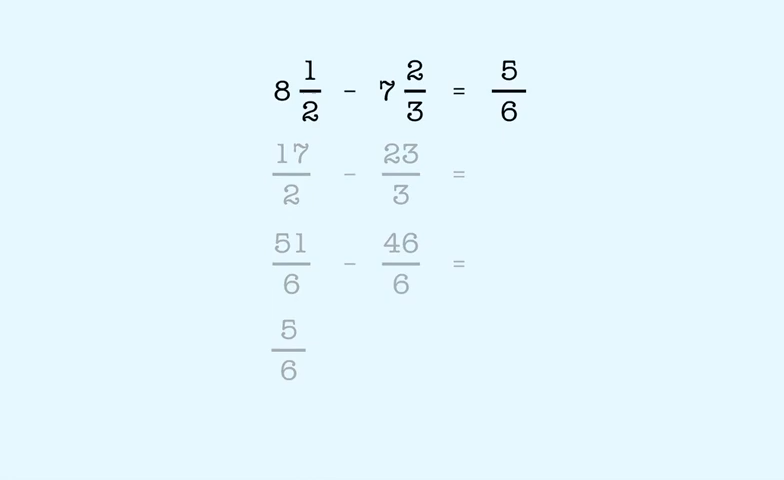 8 1/2 - 7 2/3 = 5/6
17/2 - 23/3 =
51/6 - 46/6 =
5/6